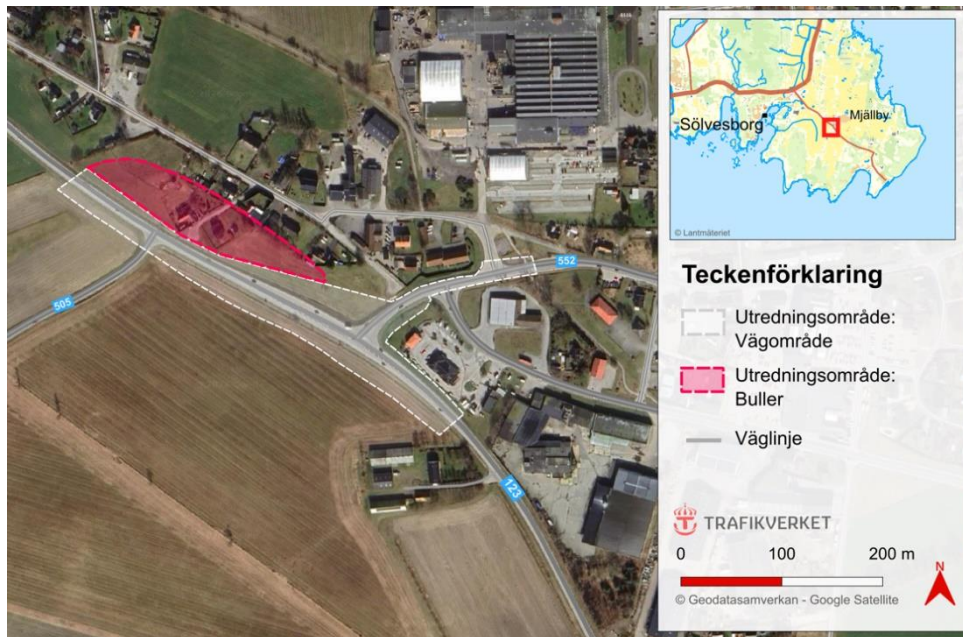 505
552
123
Sölvesborg
Mjällby
© Lantmäteriet
Teckenförklaring
Utredningsområde:
Vägområde
Utredningsområde:
Buller
Väglinje
TRAFIKVERKET
0 100 200 m
N
© Geodatasamverkan - Google Satellite